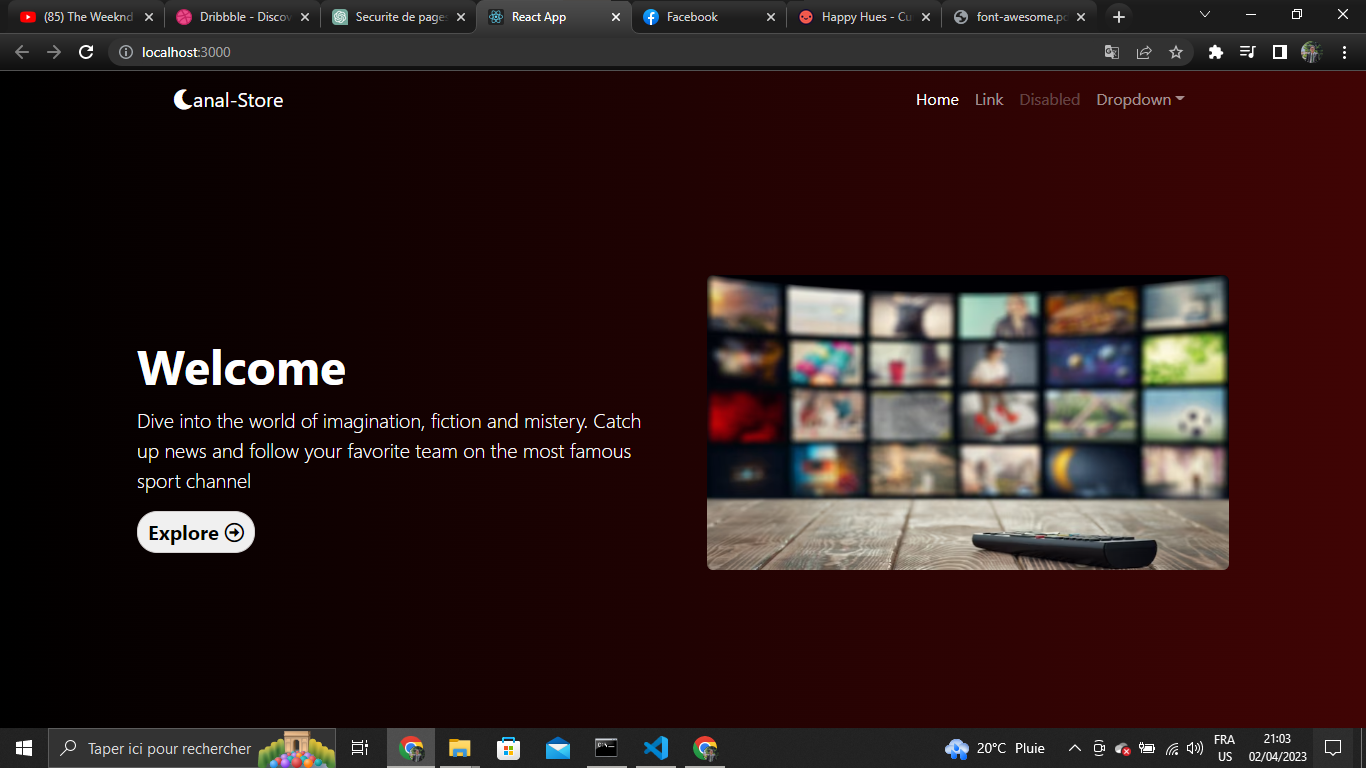 (85) The Weeknd
Dribbble - Discov
Securite de page
React App
Facebook
Happy Hues - Cu
font-awesome.po
localhost:3000
anal-Store
Home
Link
Disabled
Dropdown
Welcome
Dive into the world of imagination, fiction and mistery. Catch
up news and follow your favorite team on the most famous
sport channel
Explore
Taper ici pour rechercher
20°C Pluie
FRA
US
21:03
02/04/2023